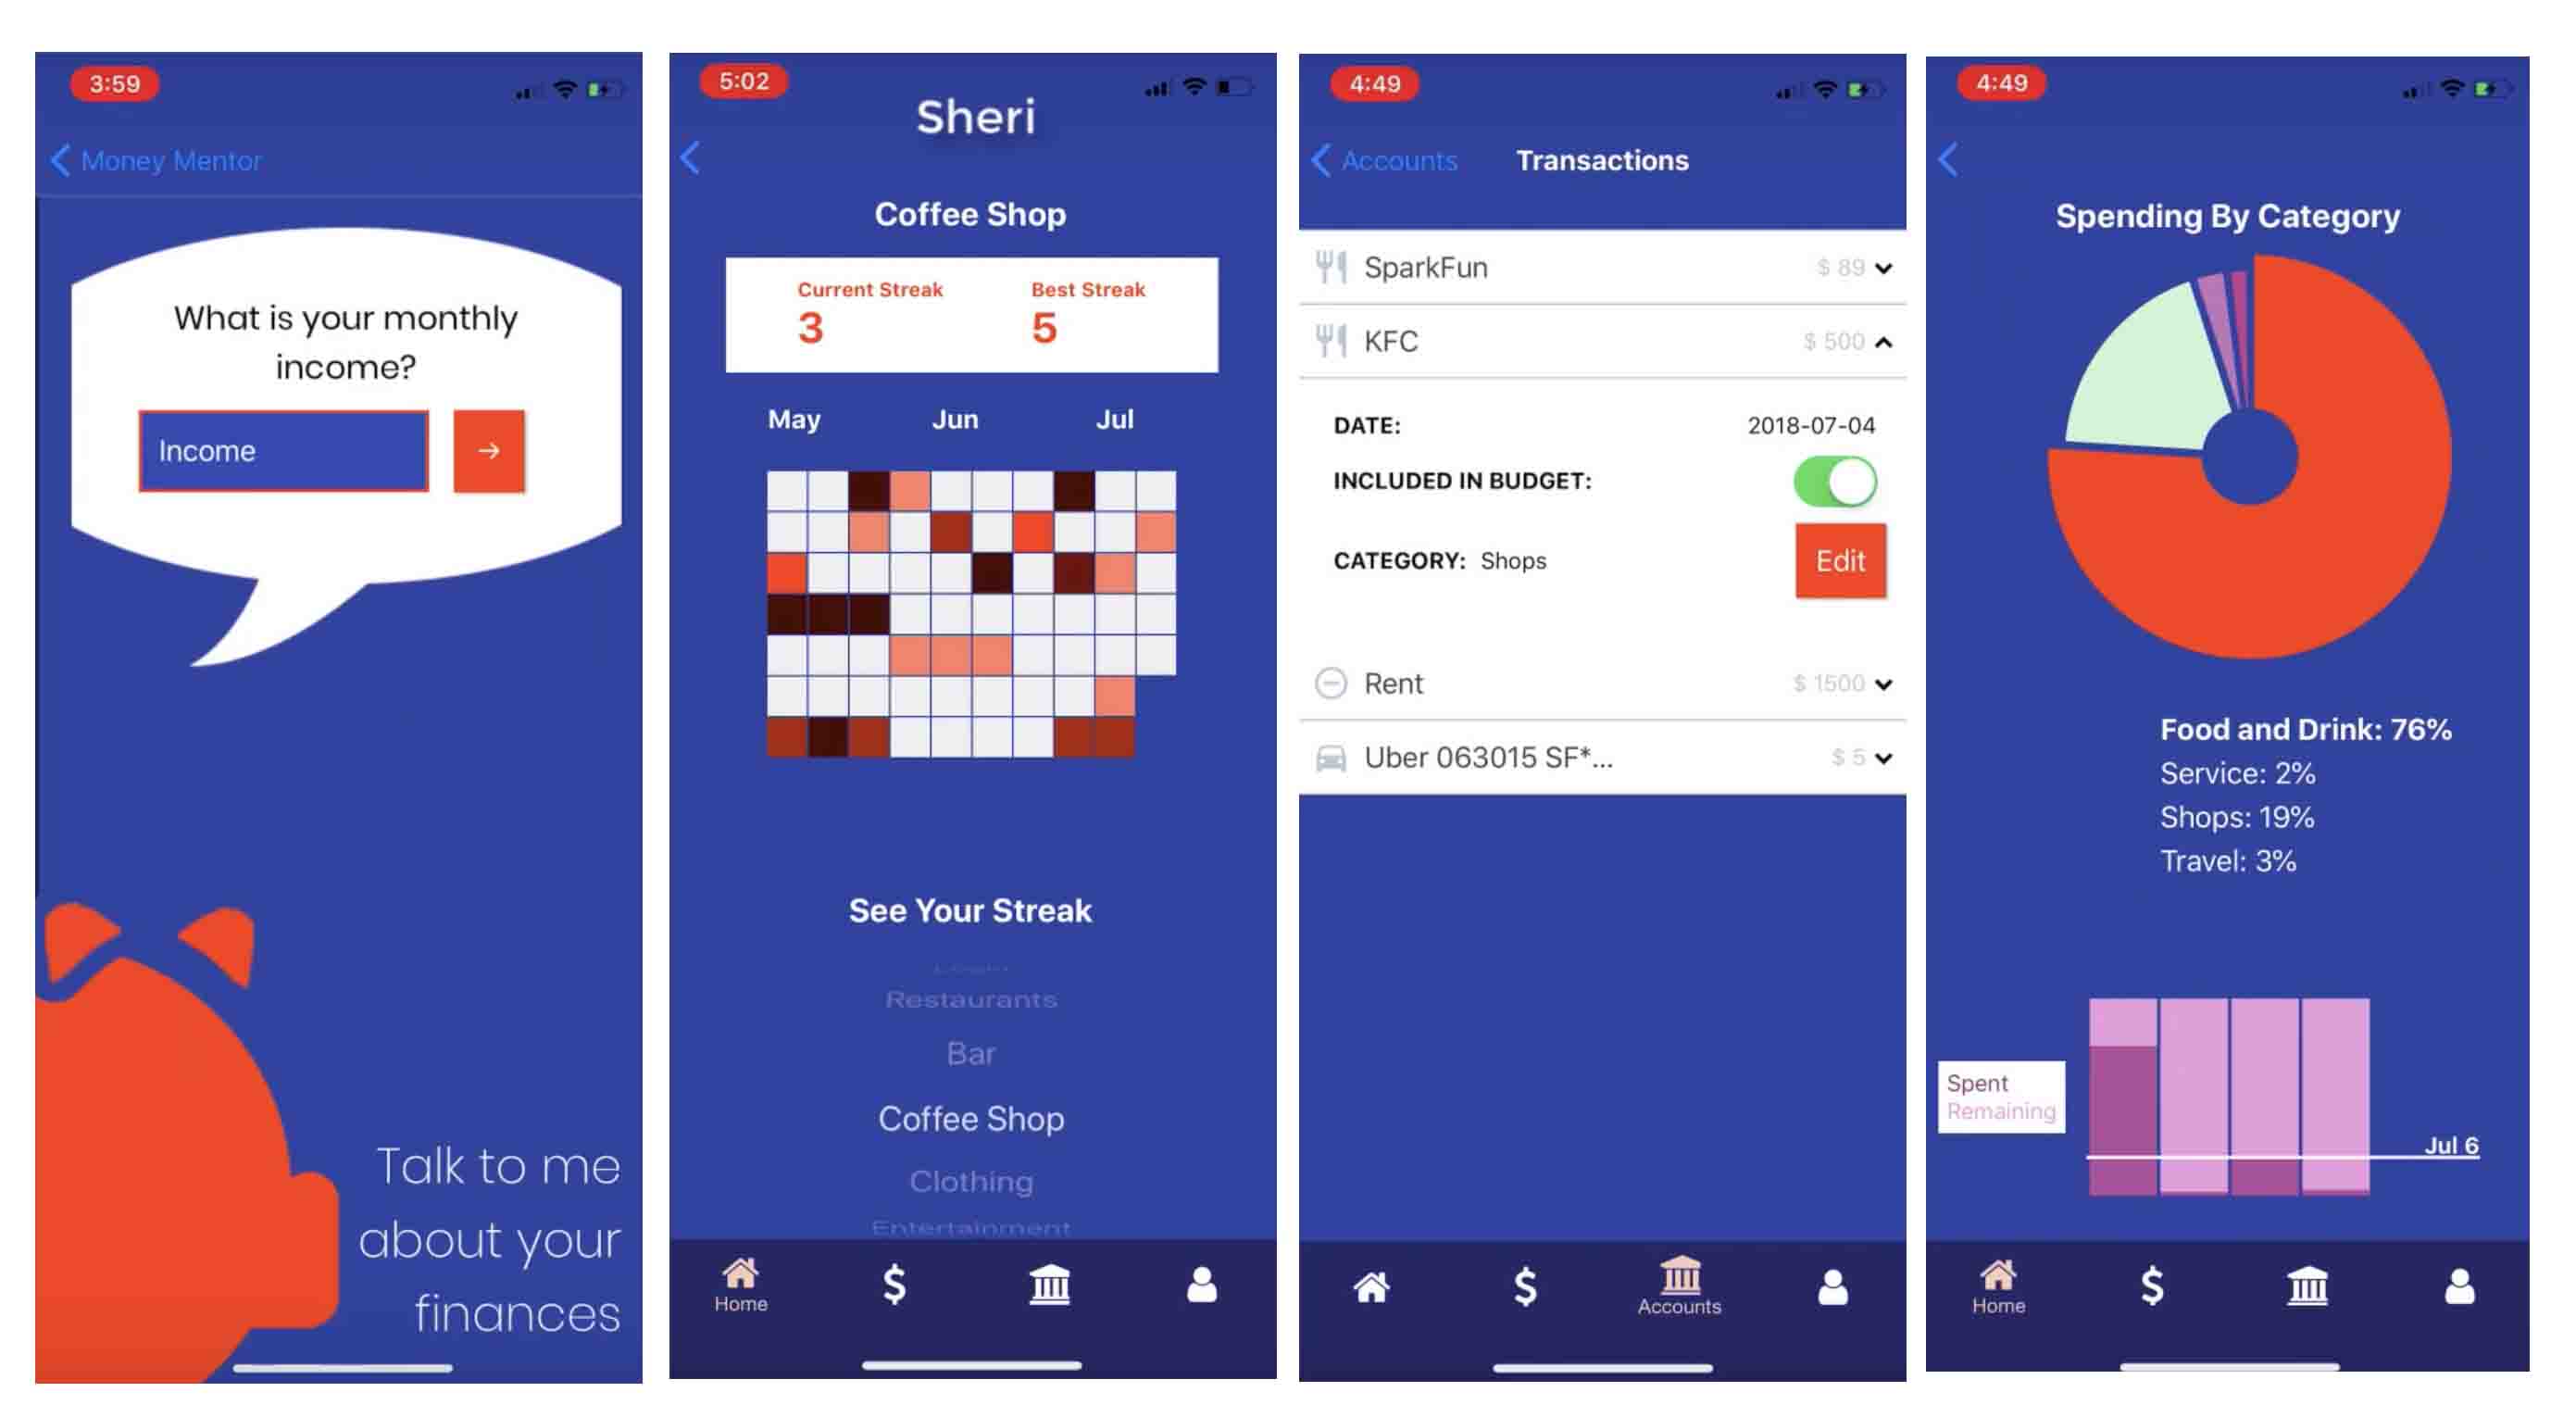 3:59
Money Mentor
What is your monthly
income?
Income
Talk to me
about your
finances
5:02
Sheri
Coffee Shop
Current Streak Best Streak
3 5
May Jun Jul
See Your Streak
Restaurants
Bar
Coffee Shop
Clothing
Entertainment
Home
4:49
Accounts Transactions
SparkFun $ 89
KFC $ 500
DATE: 2018-07-04
INCLUDED IN BUDGET:
CATEGORY: Shops Edit
Rent $ 1500
Uber 063015 SF*... $ 5
Accounts
4:49
Spending By Category
Food and Drink: 76%
Service: 2%
Shops: 19%
Travel: 3%
Spent
Remaining
Jul 6
Home